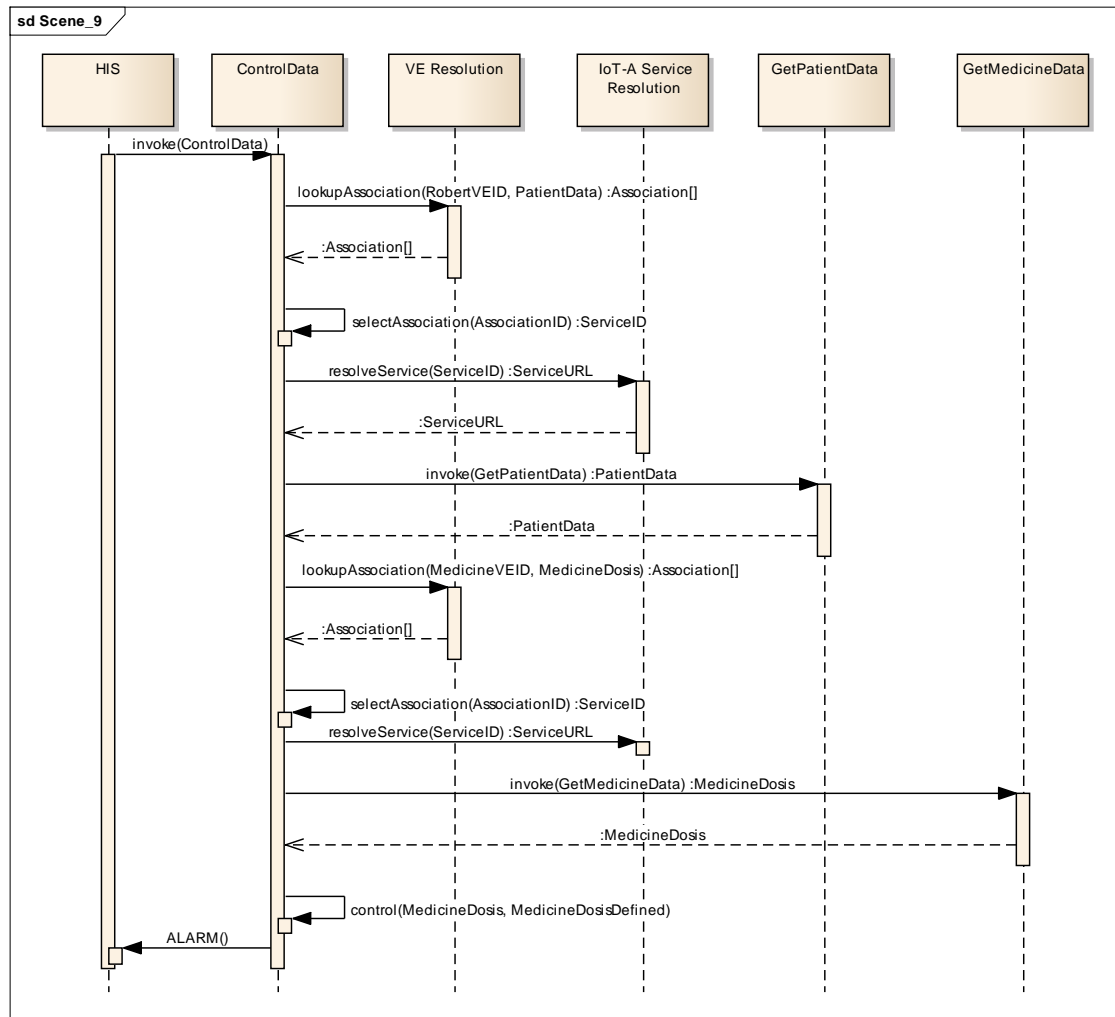 sd Scene_9
HIS
ControlData
VE Resolution
IoT-A Service
Resolution
GetPatientData
GetMedicineData
invoke(ControlData)
lookupAssociation(RobertVEID, PatientData) :Association[]
:Association[]
selectAssociation(AssociationID) :ServiceID
resolveService(ServiceID) :ServiceURL
:ServiceURL
invoke(GetPatientData) :PatientData
:PatientData
lookupAssociation(MedicineVEID, MedicineDosis) :Association[]
:Association[]
selectAssociation(AssociationID) :ServiceID
resolveService(ServiceID) :ServiceURL
invoke(GetMedicineData) :MedicineDosis
:MedicineDosis
control(MedicineDosis, MedicineDosisDefined)
ALARM()